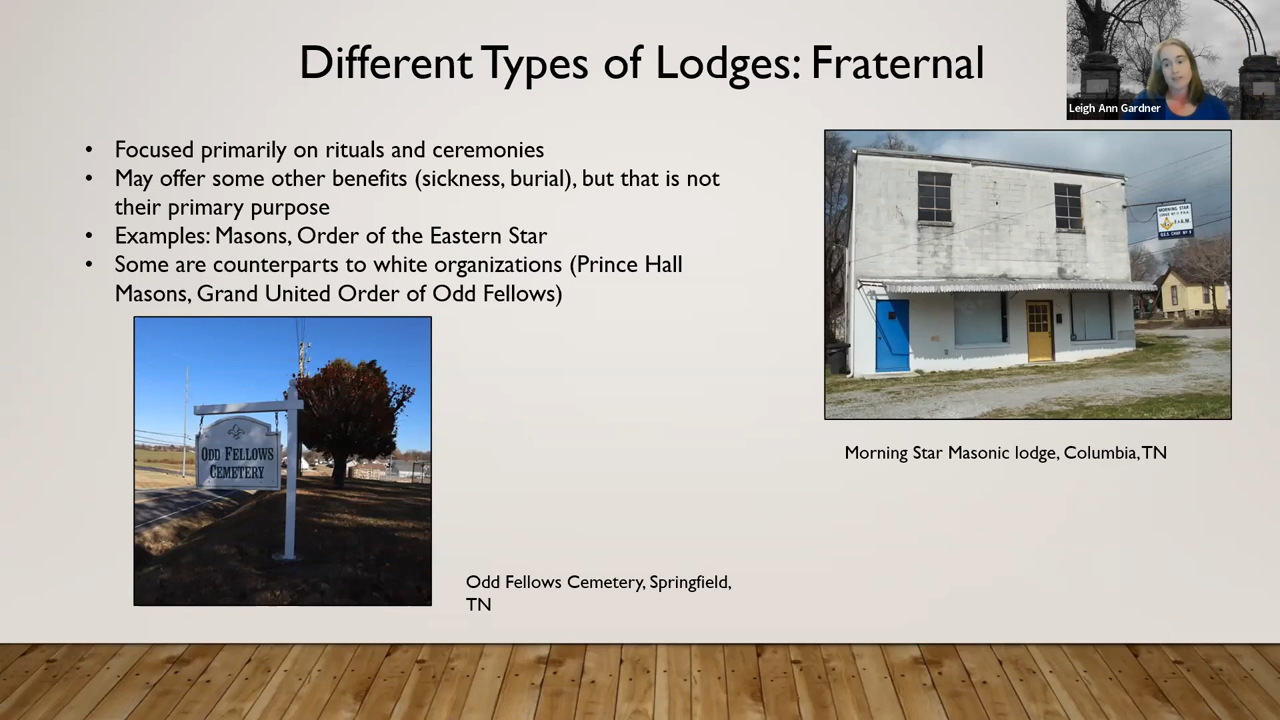 Different Types of Lodges: Fraternal
Leigh Ann Gardner
• Focused primarily on rituals and ceremonies
• May offer some other benefits (sickness, burial), but that is not
their primary purpose
• Examples: Masons, Order of the Eastern Star
• Some are counterparts to white organizations (Prince Hall
Masons, Grand United Order of Odd Fellows)
MORNING STAR
ODD FELLOWS
CEMETERY
Morning Star Masonic lodge, Columbia, TN
Odd Fellows Cemetery, Springfield,
TN